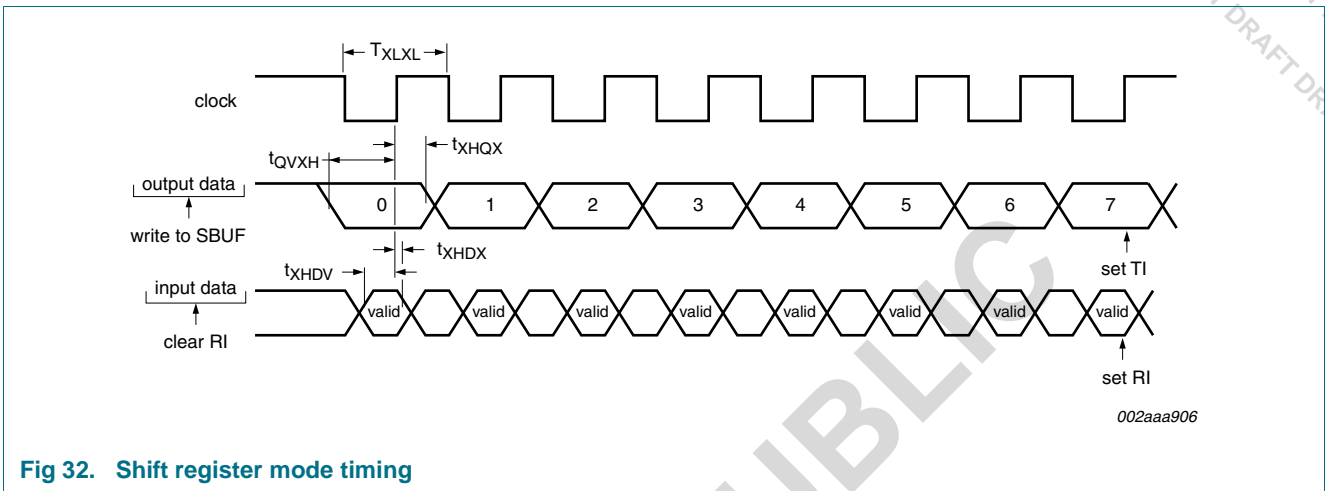 DRAFT DRA
TXLXL
clock
tQVXH
tXHQX
output data
0 1 2 3 4 5 6 7
write to SBUF
tXHDX
set TI
tXHDV
input data
valid valid valid valid valid valid valid valid
clear RI
set RI
002aaa906
Fig 32. Shift register mode timing